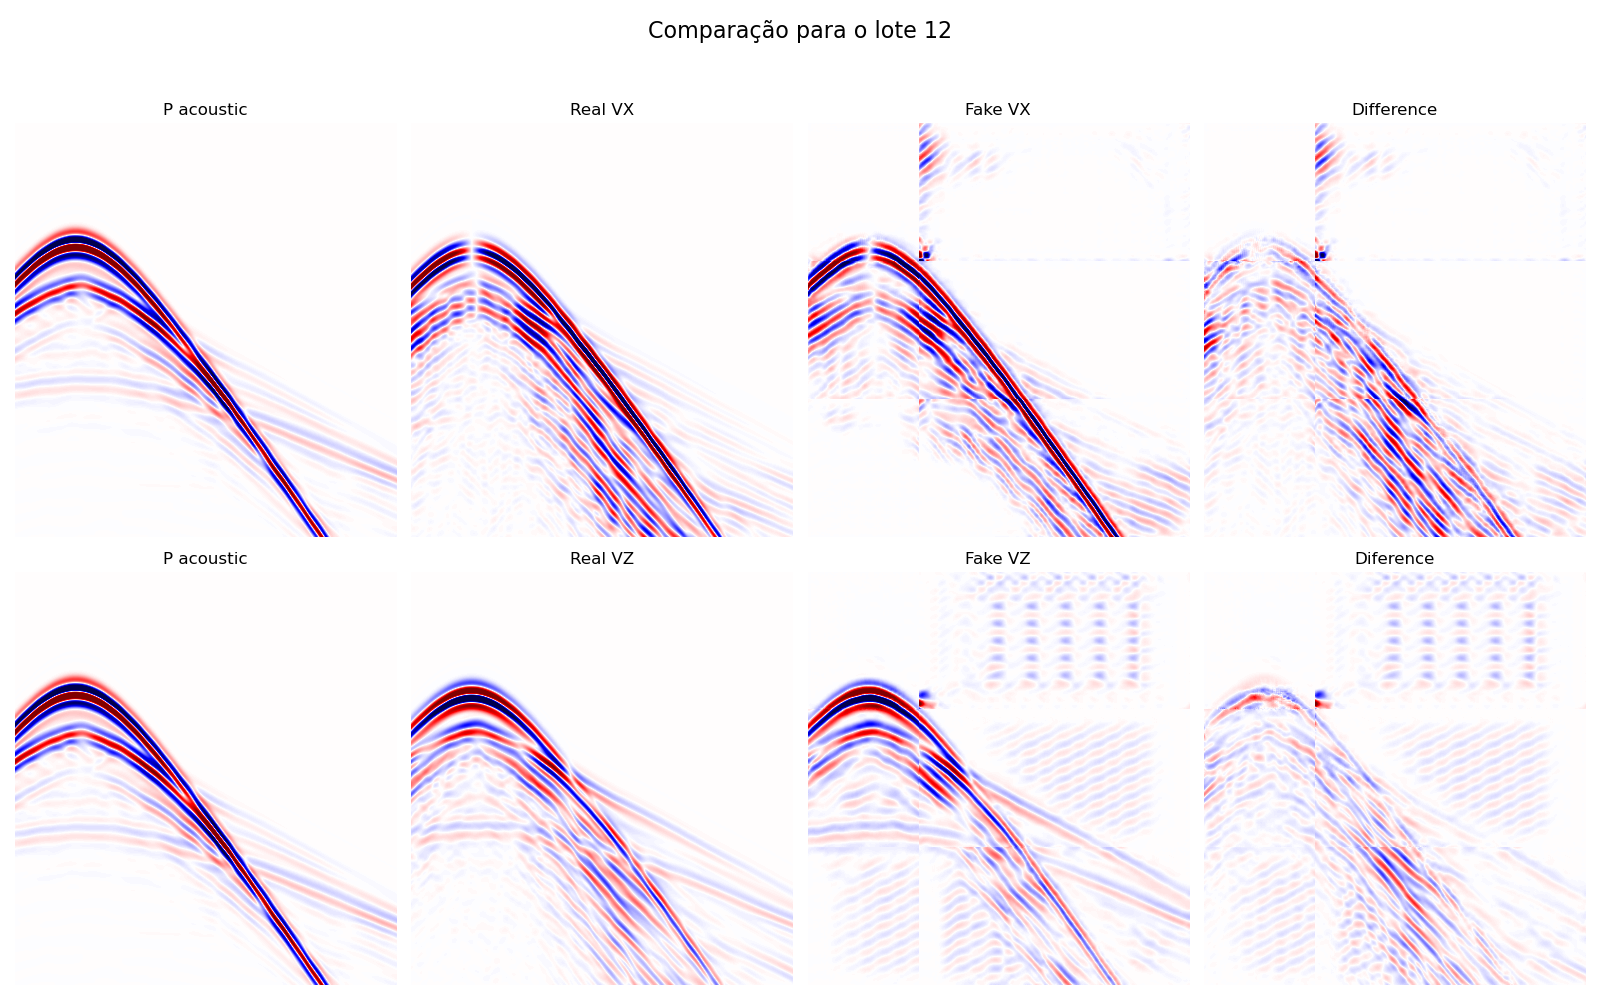 Comparação para o lote 12
P acoustic
Real VX
Fake VX
Difference
P acoustic
Real VZ
Fake VZ
Diference